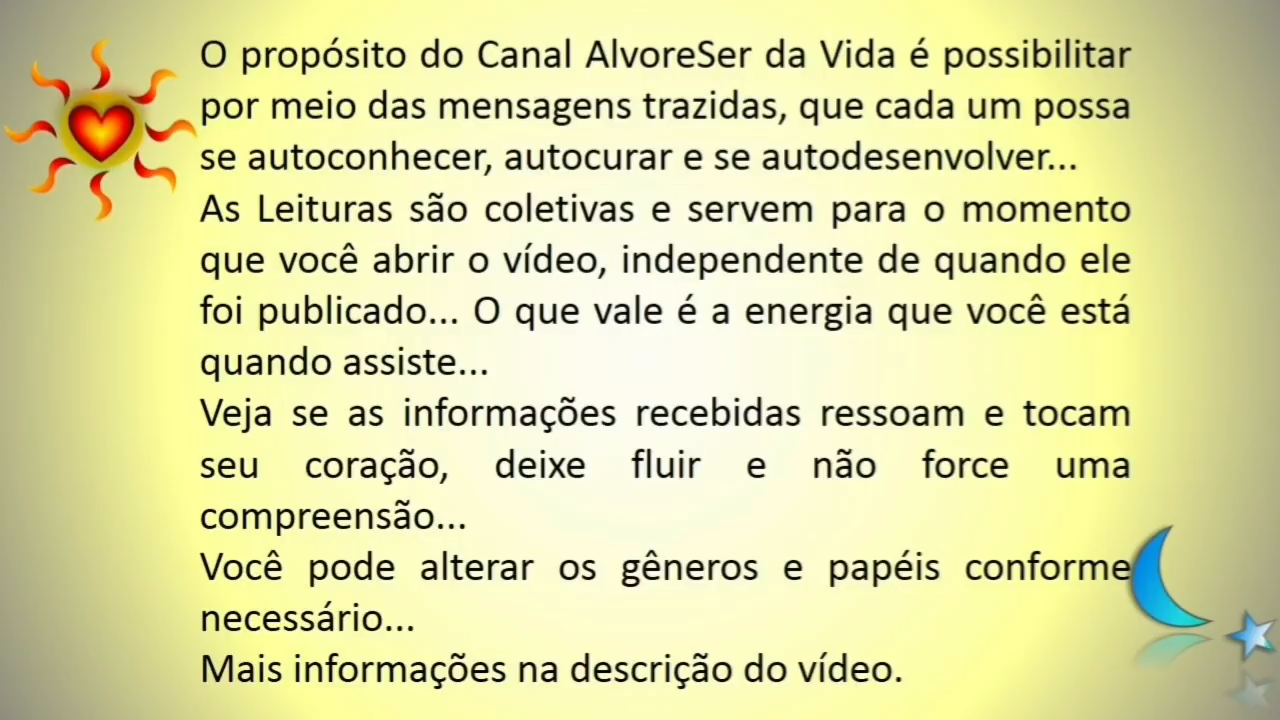 O propósito do Canal AlvoreSer da Vida é possibilitar
por meio das mensagens trazidas, que cada um possa
se autoconhecer, autocurar e se autodesenvolver...
As Leituras são coletivas e servem para o momento
que você abrir o vídeo, independente de quando ele
foi publicado... O que vale é a energia que você está
quando assiste...
Veja se as informações recebidas ressoam e tocam
seu coração, deixe fluir e não force uma
compreensão...
Você pode alterar os gêneros e papéis conforme
necessário...
Mais informações na descrição do vídeo.